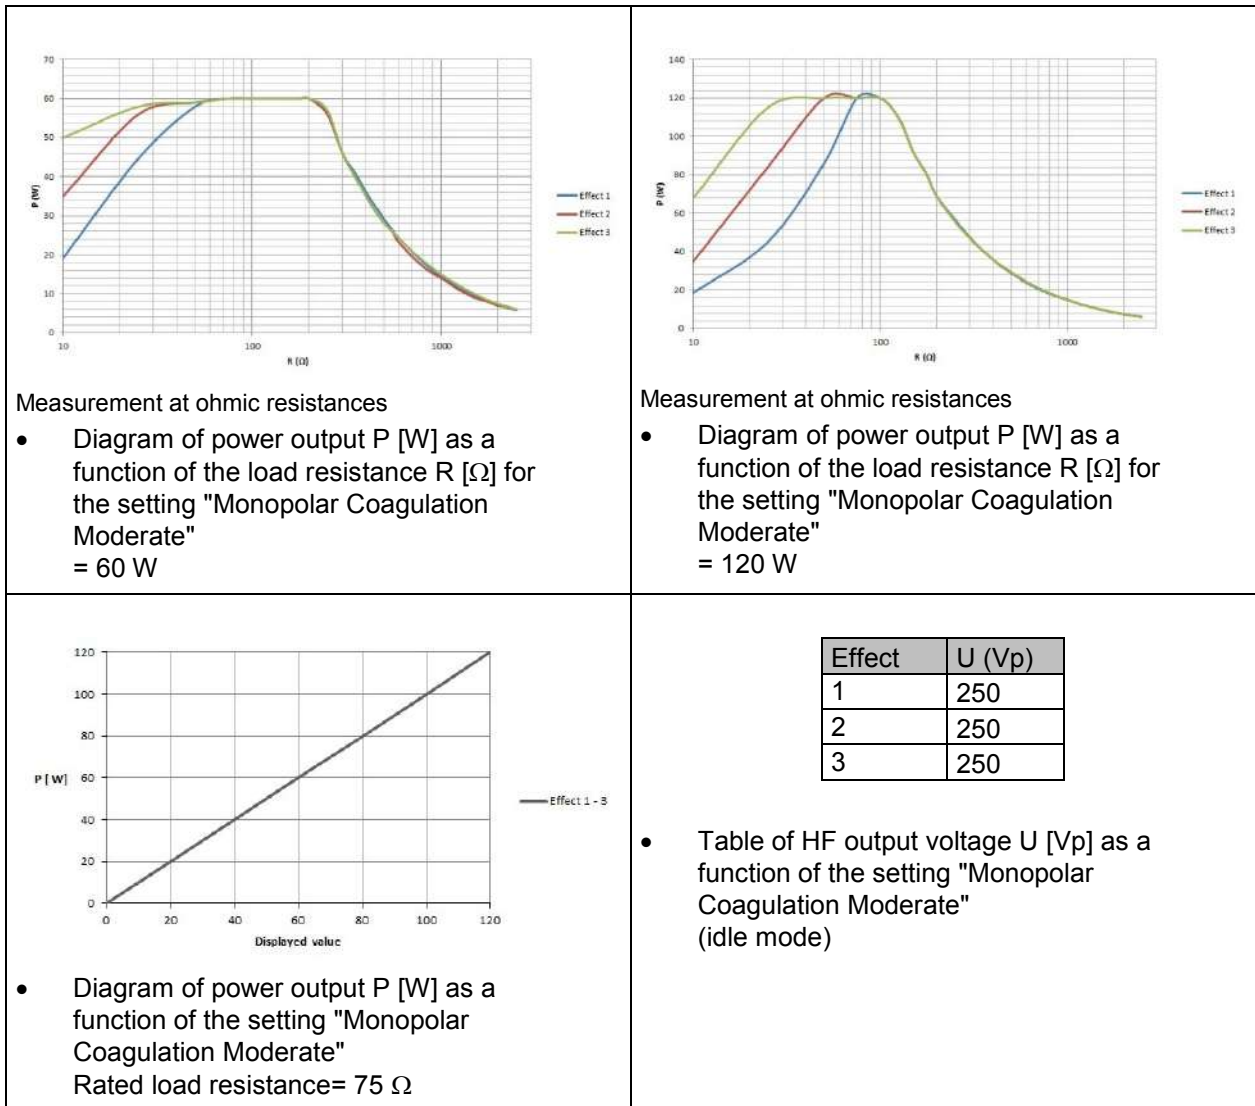 70
60
50
40
30
20
10
0
P (W)
10
100
1000
R (Ω)
Effect 1
Effect 2
Effect 3
Measurement at ohmic resistances
• Diagram of power output P [W] as a
function of the load resistance R [Ω] for
the setting "Monopolar Coagulation
Moderate"
= 60 W
140
120
100
80
60
40
20
0
P (W)
10
100
1000
R (Ω)
Effect 1
Effect 2
Effect 3
Measurement at ohmic resistances
• Diagram of power output P [W] as a
function of the load resistance R [Ω] for
the setting "Monopolar Coagulation
Moderate"
= 120 W
120
100
80
P [W] 60
40
20
0
0 20 40 60 80 100 120
Displayed value
Effect 1 - 3
• Diagram of power output P [W] as a
function of the setting "Monopolar
Coagulation Moderate"
Rated load resistance= 75 Ω
Effect U (Vp)
1 250
2 250
3 250
• Table of HF output voltage U [Vp] as a
function of the setting "Monopolar
Coagulation Moderate"
(idle mode)